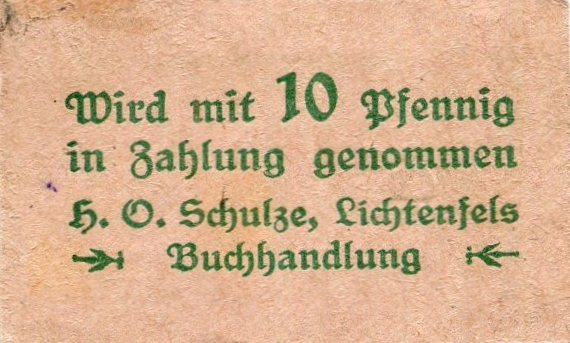 Wird mit 10 Pfennig
in Zahlung genommen
H. O. Schulze, Lichtenfels
Buchhandlung